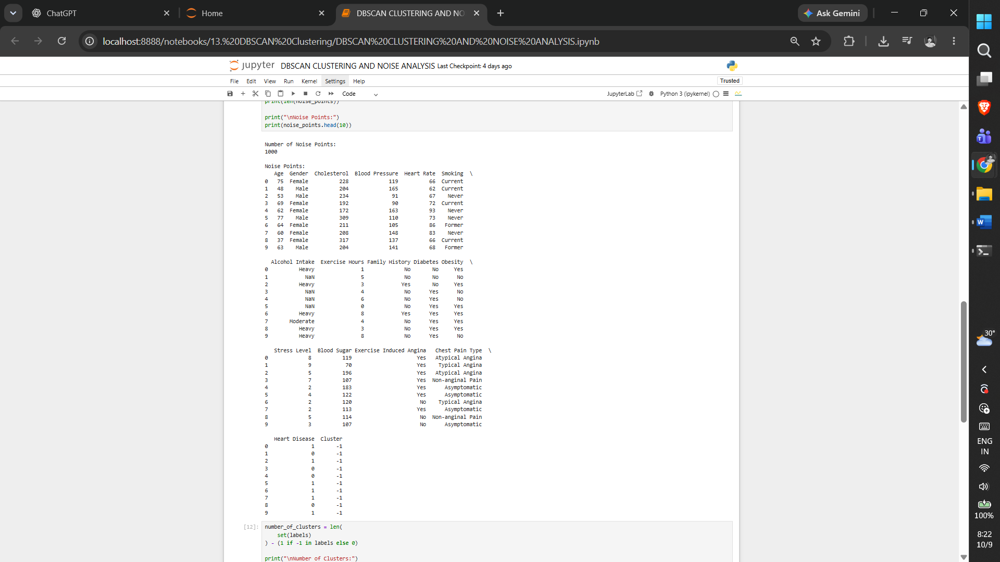 ChatGPT
Home
DBSCAN CLUSTERING AND NO
Ask Gemini
localhost:8888/notebooks/13.%20DBSCAN%20Clustering/DBSCAN%20CLUSTERING%20AND%20NOISE%20ANALYSIS.ipynb
jupyter DBSCAN CLUSTERING AND NOISE ANALYSIS Last Checkpoint: 4 days ago
File Edit View Run Kernel Settings Help
Trusted
Code
JupyterLab Python 3 (ipykernel)
print(len(noise_points))
print("\nNoise Points:")
print(noise_points.head(10))
Number of Noise Points:
1000
Noise Points:
Age Gender Cholesterol Blood Pressure Heart Rate Smoking \
0 75 Female 228 119 66 Current
1 48 Male 204 165 62 Current
2 53 Male 234 91 67 Never
3 69 Female 192 90 72 Current
4 62 Female 172 163 93 Never
5 77 Male 309 110 73 Never
6 64 Female 211 105 86 Former
7 60 Female 208 148 83 Never
8 37 Female 317 137 66 Current
9 63 Male 204 141 68 Former
Alcohol Intake Exercise Hours Family History Diabetes Obesity \
0 Heavy 1 No No Yes
1 NaN 5 No No No
2 Heavy 3 Yes No Yes
3 NaN 4 No Yes No
4 NaN 6 No Yes No
5 NaN 0 No Yes Yes
6 Heavy 8 Yes Yes Yes
7 Moderate 4 No Yes Yes
8 Heavy 3 No Yes Yes
9 Heavy 8 No Yes No
Stress Level Blood Sugar Exercise Induced Angina Chest Pain Type \
0 8 119 Yes Atypical Angina
1 9 70 Yes Typical Angina
2 5 196 Yes Atypical Angina
3 7 107 Yes Non-anginal Pain
4 2 183 Yes Asymptomatic
5 4 122 Yes Asymptomatic
6 2 120 No Typical Angina
7 2 113 Yes Asymptomatic
8 5 114 No Non-anginal Pain
9 3 107 No Asymptomatic
Heart Disease Cluster
0 1 -1
1 0 -1
2 1 -1
3 0 -1
4 0 -1
5 1 -1
6 1 -1
7 1 -1
8 0 -1
9 1 -1
[12]: number_of_clusters = len(
set(labels)
) - (1 if -1 in labels else 0)
print("\nNumber of Clusters:")
30°
ENG
IN
100%
8:22
10/9